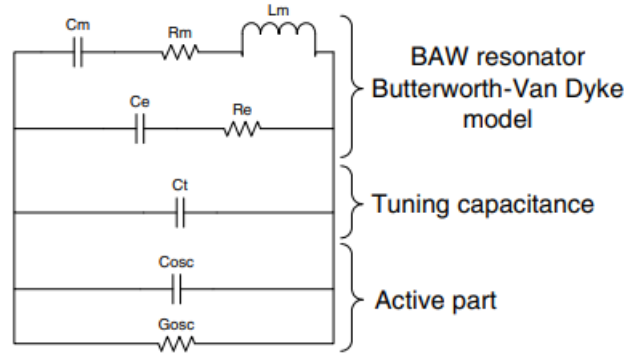 Cm
Rm
Lm
BAW resonator
Butterworth-Van Dyke
model
Ce
Re
Ct
Tuning capacitance
Cosc
Active part
Gosc